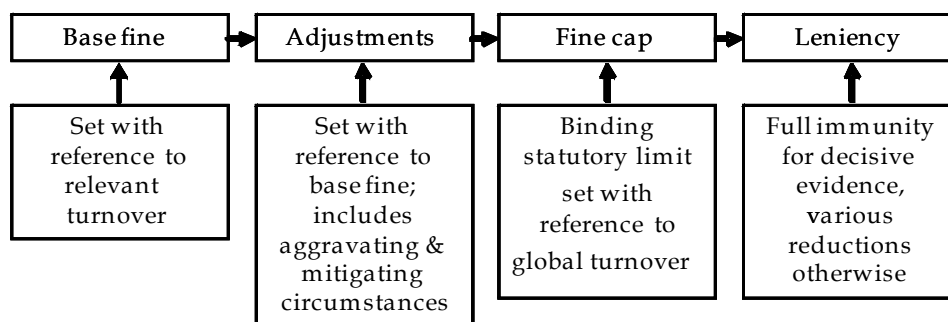 Base fine
Adjustments
Fine cap
Leniency
Set with
reference to
relevant
turnover
Set with
reference to
base fine;
includes
aggravating &
mitigating
circumstances
Binding
statutory limit
set with
reference to
global turnover
Full immunity
for decisive
evidence,
various
reductions
otherwise